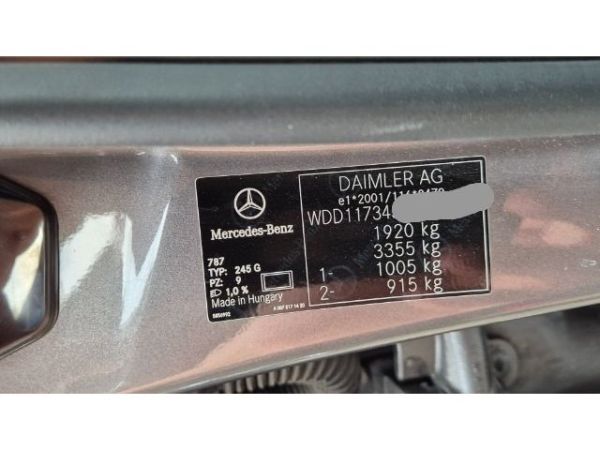 Mercedes-Benz
787
TYP: 245 G
PZ: 9
1,0 %
Made in Hungary
DAIMLER AG
WDD11734
1920 kg
3355 kg
1- 1005 kg
2- 915 kg